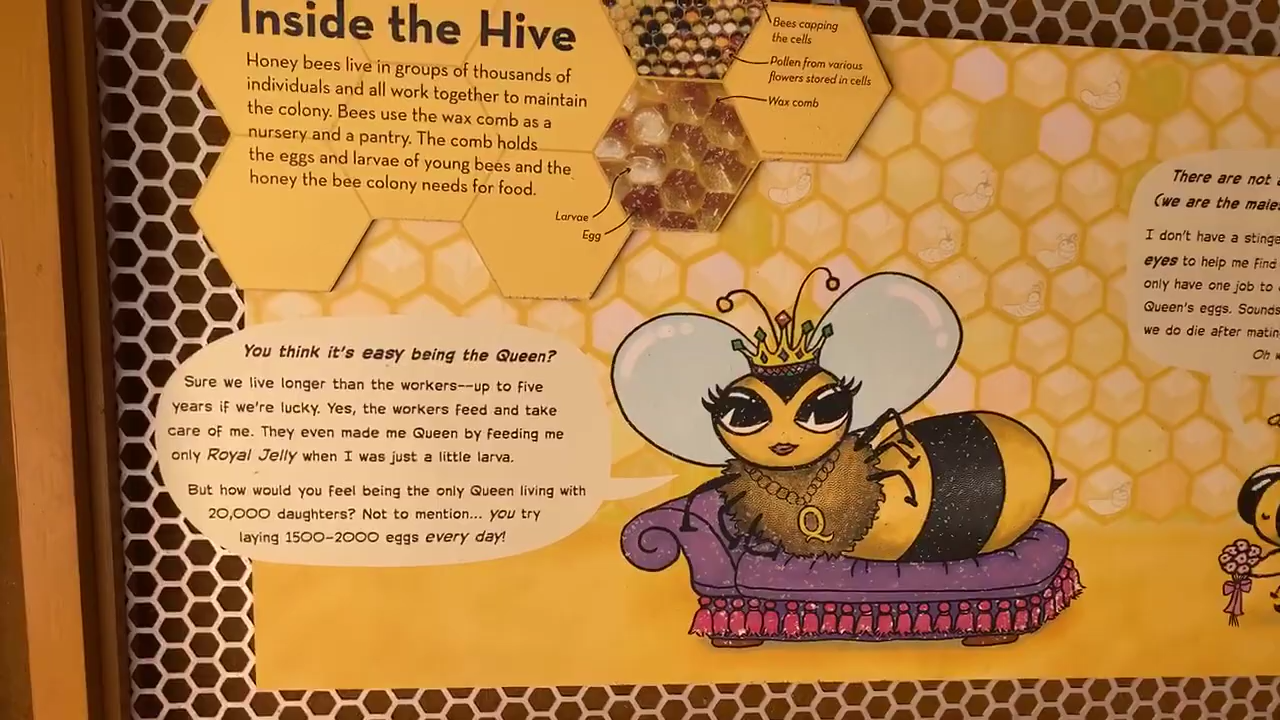 Inside the Hive
Honey bees live in groups of thousands of
individuals and all work together to maintain
the colony. Bees use the wax comb as a
nursery and a pantry. The comb holds
the eggs and larvae of young bees and the
honey the bee colony needs for food.
Bees capping
the cells
Pollen from various
flowers stored in cells
Wax comb
Larvae
Egg
You think it's easy being the Queen?
Sure we live longer than the workers--up to five
years if we're lucky. Yes, the workers feed and take
care of me. They even made me Queen by feeding me
only Royal Jelly when I was just a little larva.
But how would you feel being the only Queen living with
20,000 daughters? Not to mention... you try
laying 1500-2000 eggs every day!
Q
There are not
(we are the males
I don't have a stinge
eyes to help me find
only have one job to
Queen's eggs. Sounds
we do die after matin
Oh